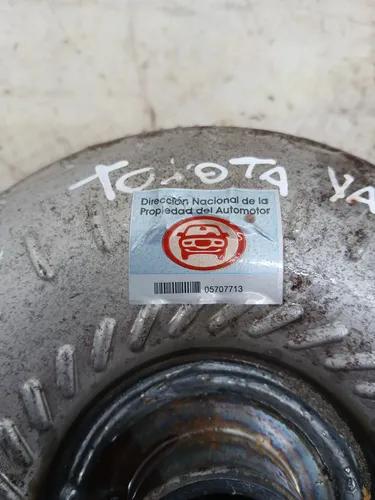 TOYOTA YA
Dirección Nacional de la
Propiedad del Automotor
05707713